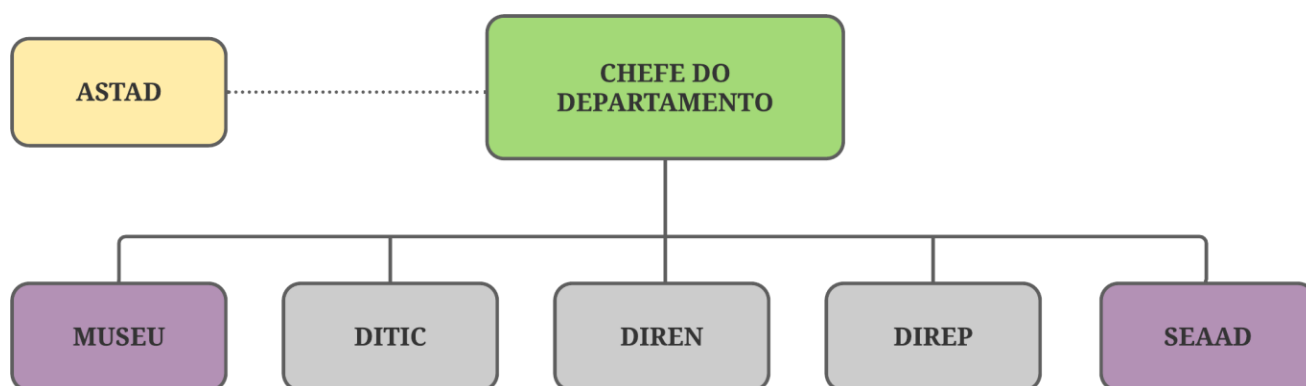 ASTAD
CHEFE DO
DEPARTAMENTO
MUSEU
DITIC
DIREN
DIREP
SEAAD